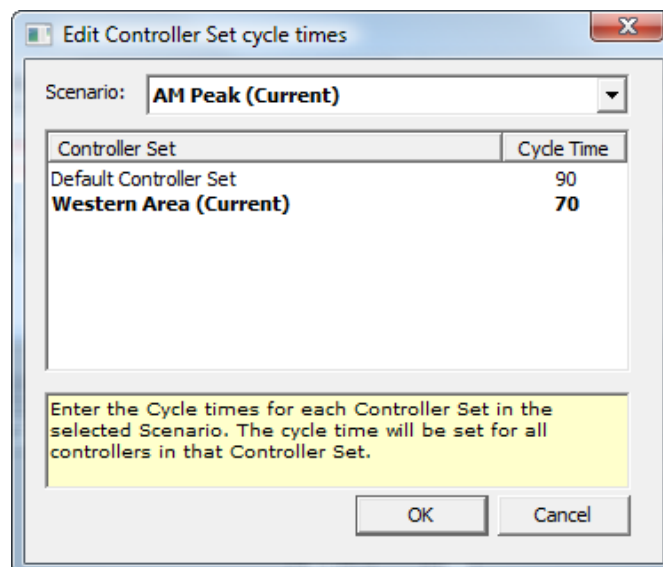 Edit Controller Set cycle times
Scenario: AM Peak (Current)
Controller Set Cycle Time
Default Controller Set 90
Western Area (Current) 70
Enter the Cycle times for each Controller Set in the
selected Scenario. The cycle time will be set for all
controllers in that Controller Set.
OK Cancel